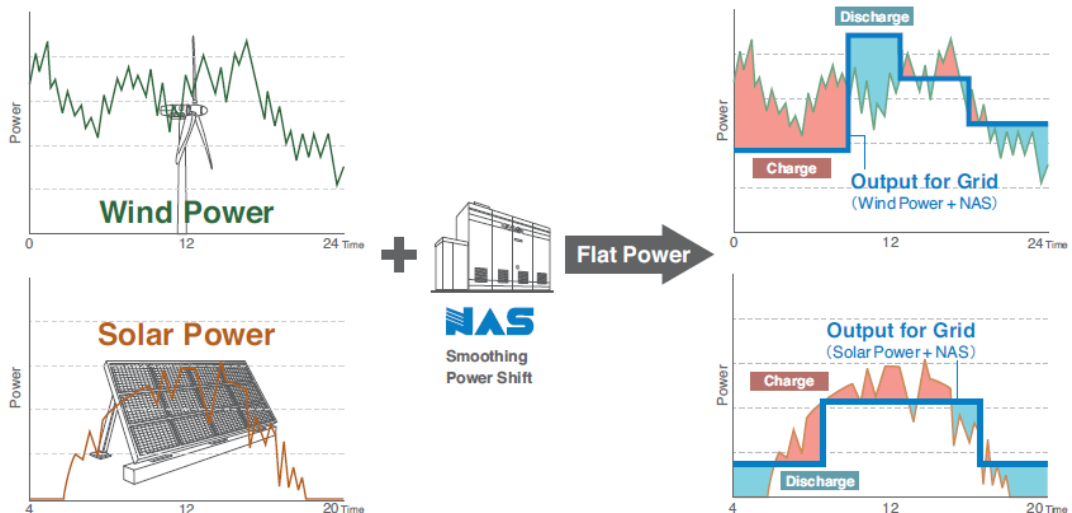 Power
Wind Power
0
12
24 Time
Power
Solar Power
4
12
20 Time
NAS
Smoothing
Power Shift
Flat Power
Discharge
Power
Charge
Output for Grid
(Wind Power + NAS)
0
12
24 Time
Output for Grid
(Solar Power + NAS)
Charge
Power
Discharge
4
12
20 Time